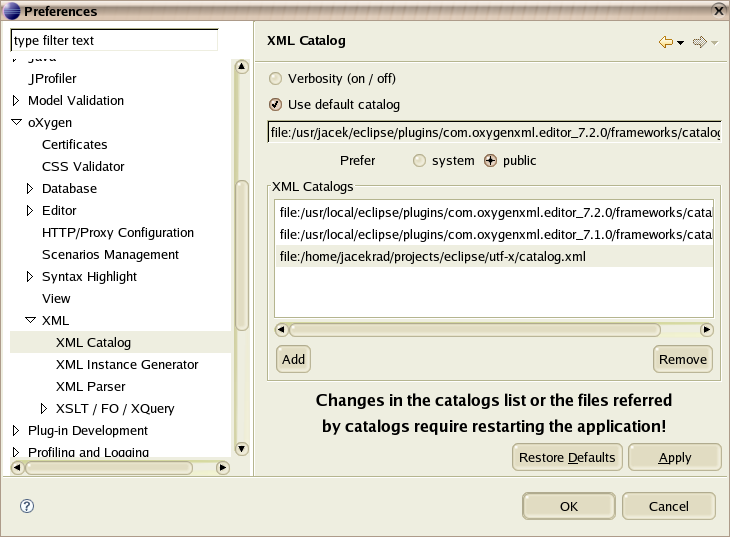 Preferences
type filter text
Java
JProfiler
Model Validation
oXygen
Certificates
CSS Validator
Database
Editor
HTTP/Proxy Configuration
Scenarios Management
Syntax Highlight
View
XML
XML Catalog
XML Instance Generator
XML Parser
XSLT / FO / XQuery
Plug-in Development
Profiling and Logging
XML Catalog
Verbosity (on / off)
Use default catalog
file:/usr/jacek/eclipse/plugins/com.oxygenxml.editor_7.2.0/frameworks/catalog
Prefer system public
XML Catalogs
file:/usr/local/eclipse/plugins/com.oxygenxml.editor_7.2.0/frameworks/cata
file:/usr/local/eclipse/plugins/com.oxygenxml.editor_7.1.0/frameworks/cata
file:/home/jacekrad/projects/eclipse/utf-x/catalog.xml
Add Remove
Changes in the catalogs list or the files referred
by catalogs require restarting the application!
Restore Defaults Apply
? OK Cancel